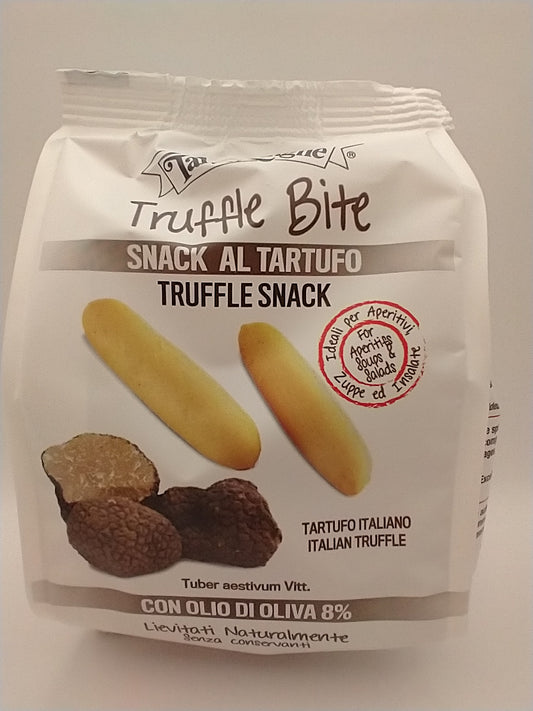 ®
Truffle Bite
SNACK AL TARTUFO
TRUFFLE SNACK
Ideali per Aperitivi,
Zuppe ed Insalate
For
Aperitifs
Soups &
Salads
TARTUFO ITALIANO
ITALIAN TRUFFLE
Tuber aestivum Vitt.
CON OLIO DI OLIVA 8%
Lievitati Naturalmente
Senza conservanti